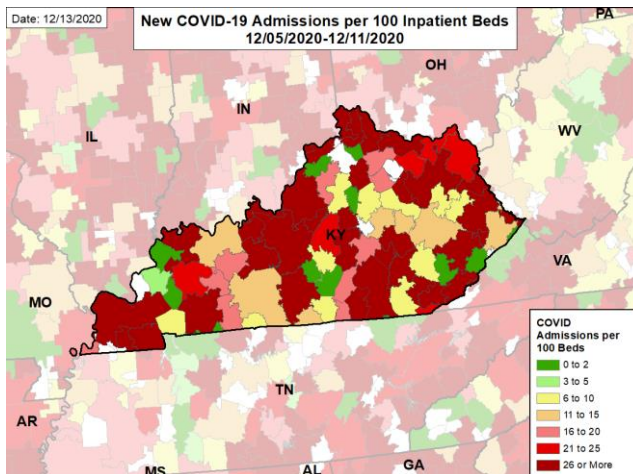 Date: 12/13/2020
New COVID-19 Admissions per 100 Inpatient Beds
12/05/2020-12/11/2020
PA
OH
IN
IL
WV
KY
VA
MO
COVID
Admissions per
100 Beds
0 to 2
3 to 5
6 to 10
11 to 15
16 to 20
21 to 25
26 or More
TN
AR
MS
AL
GA